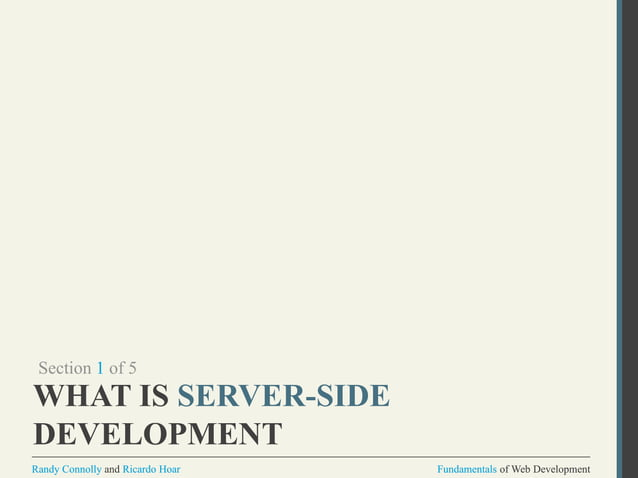 Section 1 of 5
WHAT IS SERVER-SIDE
DEVELOPMENT
Randy Connolly and Ricardo Hoar
Fundamentals of Web Development